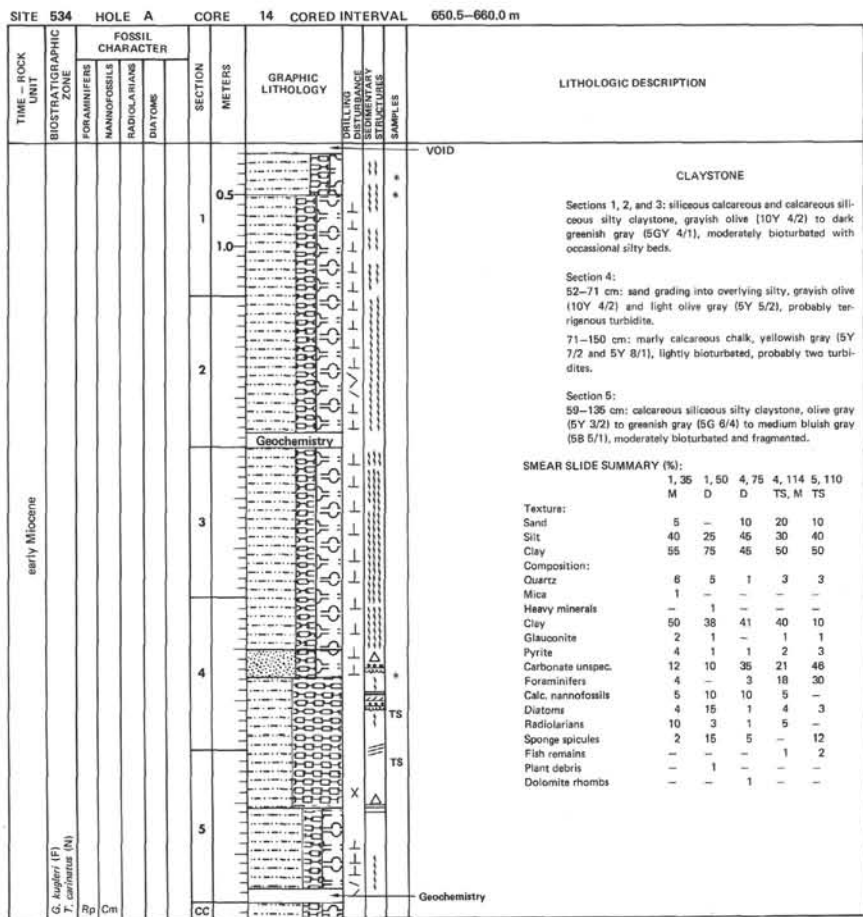 SITE 534 HOLE A CORE 14 CORED INTERVAL 650.5–660.0 m
TIME – ROCK UNIT
BIOSTRATIGRAPHIC ZONE
FOSSIL CHARACTER
FORAMINIFERS
NANNOFOSSILS
RADIOLARIANS
DIATOMS
SECTION
METERS
GRAPHIC LITHOLOGY
DRILLING DISTURBANCE
SEDIMENTARY STRUCTURES
SAMPLES
LITHOLOGIC DESCRIPTION
VOID
CLAYSTONE
*
0.5 *
Sections 1, 2, and 3: siliceous calcareous and calcareous sili-
ceous silty claystone, grayish olive (10Y 4/2) to dark
greenish gray (5GY 4/1), moderately bioturbated with
occassional silty beds.
1
1.0
Section 4:
52–71 cm: sand grading into overlying silty, grayish olive
(10Y 4/2) and light olive gray (5Y 5/2), probably ter-
rigenous turbidite.
71–150 cm: marly calcareous chalk, yellowish gray (5Y
7/2 and 5Y 8/1), lightly bioturbated, probably two turbi-
dites.
2
Section 5:
59–135 cm: calcareous siliceous silty claystone, olive gray
(5Y 3/2) to greenish gray (5G 6/4) to medium bluish gray
(5B 5/1), moderately bioturbated and fragmented.
Geochemistry
SMEAR SLIDE SUMMARY (%):
1, 35 1, 50 4, 75 4, 114 5, 110
M D D TS, M TS
Texture:
Sand 5 – 10 20 10
Silt 40 25 45 30 40
Clay 55 75 45 50 50
Composition:
Quartz 6 5 1 3 3
Mica 1 – – – –
Heavy minerals – 1 – – –
Clay 50 38 41 40 10
Glauconite 2 1 – 1 1
Pyrite 4 1 1 2 3
Carbonate unspec. 12 10 35 21 46
Foraminifers 4 – 3 18 30
Calc. nannofossils 5 10 10 5 –
Diatoms 4 15 1 4 3
Radiolarians 10 3 1 5 –
Sponge spicules 2 15 5 – 12
Fish remains – – – 1 2
Plant debris – 1 – – –
Dolomite rhombs – – 1 – –
early Miocene
3
4
*
TS
TS
X
5
Geochemistry
G. kugleri (F)
T. carinatus (N)
Rp Cm
CC